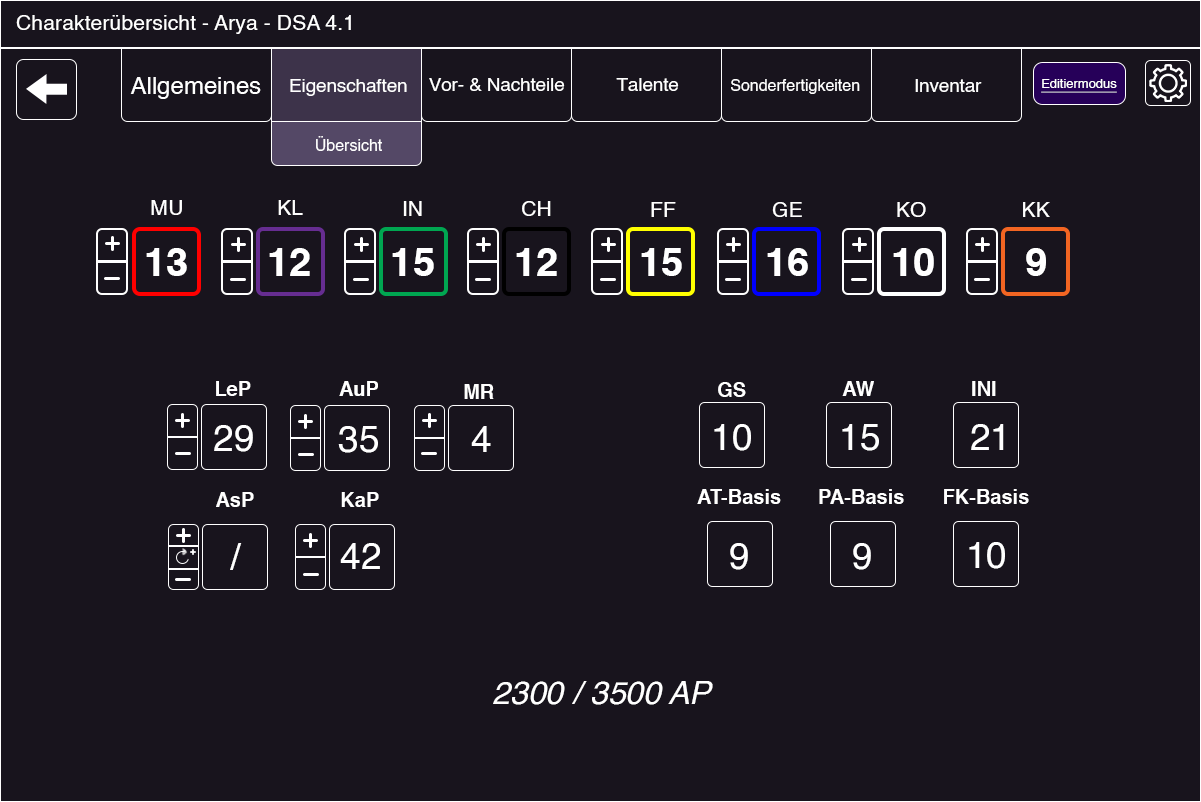 Charakterübersicht - Arya - DSA 4.1
Allgemeines Eigenschaften Vor- & Nachteile Talente Sonderfertigkeiten Inventar Editiermodus
Übersicht
MU KL IN CH FF GE KO KK
+ + + + + + + +
13 12 15 12 15 16 10 9
− − − − − − − −
LeP AuP MR GS AW INI
+ + +
29 35 4 10 15 21
− − −
AsP KaP AT-Basis PA-Basis FK-Basis
+ +
/ 42 9 9 10
− −
2300 / 3500 AP